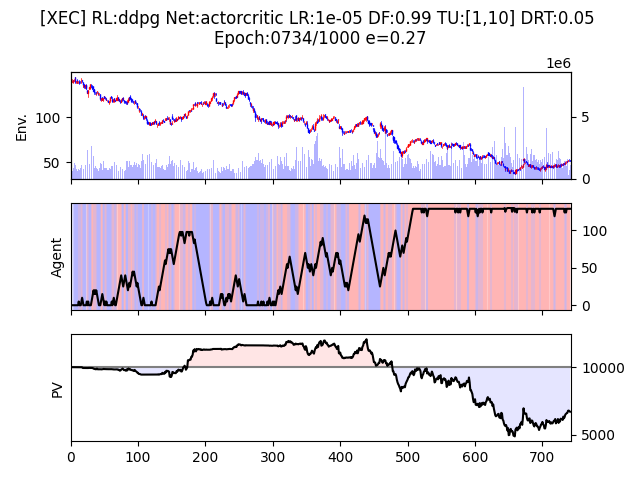 [XEC] RL:ddpg Net:actorcritic LR:1e-05 DF:0.99 TU:[1,10] DRT:0.05
Epoch:0734/1000 e=0.27
1e6
Env.
100
50
5
0
Agent
100
50
0
PV
10000
5000
0 100 200 300 400 500 600 700